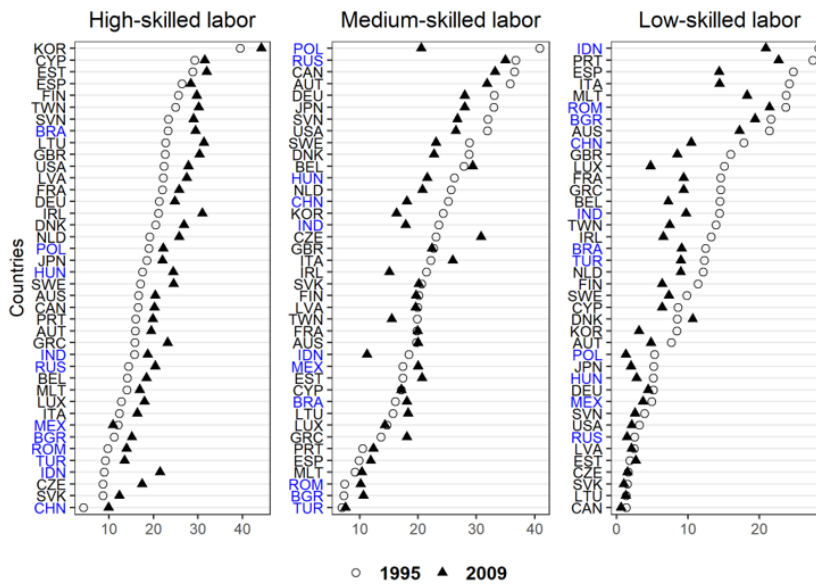 High-skilled labor
Medium-skilled labor
Low-skilled labor
Countries
KOR
CYP
EST
ESP
FIN
TWN
SVN
BRA
LTU
GBR
USA
LVA
FRA
DEU
IRL
DNK
NLD
POL
JPN
HUN
SWE
AUS
CAN
PRT
AUT
GRC
IND
RUS
BEL
MLT
LUX
ITA
MEX
BGR
ROM
TUR
IDN
CZE
SVK
CHN
10 20 30 40
POL
RUS
CAN
AUT
DEU
JPN
SVN
USA
SWE
DNK
BEL
HUN
NLD
CHN
KOR
IND
CZE
GBR
ITA
IRL
SVK
FIN
LVA
TWN
FRA
AUS
IDN
MEX
EST
CYP
BRA
LTU
LUX
GRC
PRT
ESP
MLT
ROM
BGR
TUR
10 20 30 40
IDN
PRT
ESP
ITA
MLT
ROM
BGR
AUS
CHN
GBR
LUX
FRA
GRC
BEL
IND
TWN
IRL
BRA
TUR
NLD
FIN
SWE
CYP
DNK
KOR
AUT
POL
JPN
HUN
DEU
MEX
SVN
USA
RUS
LVA
EST
CZE
SVK
LTU
CAN
0 10 20
1995 2009